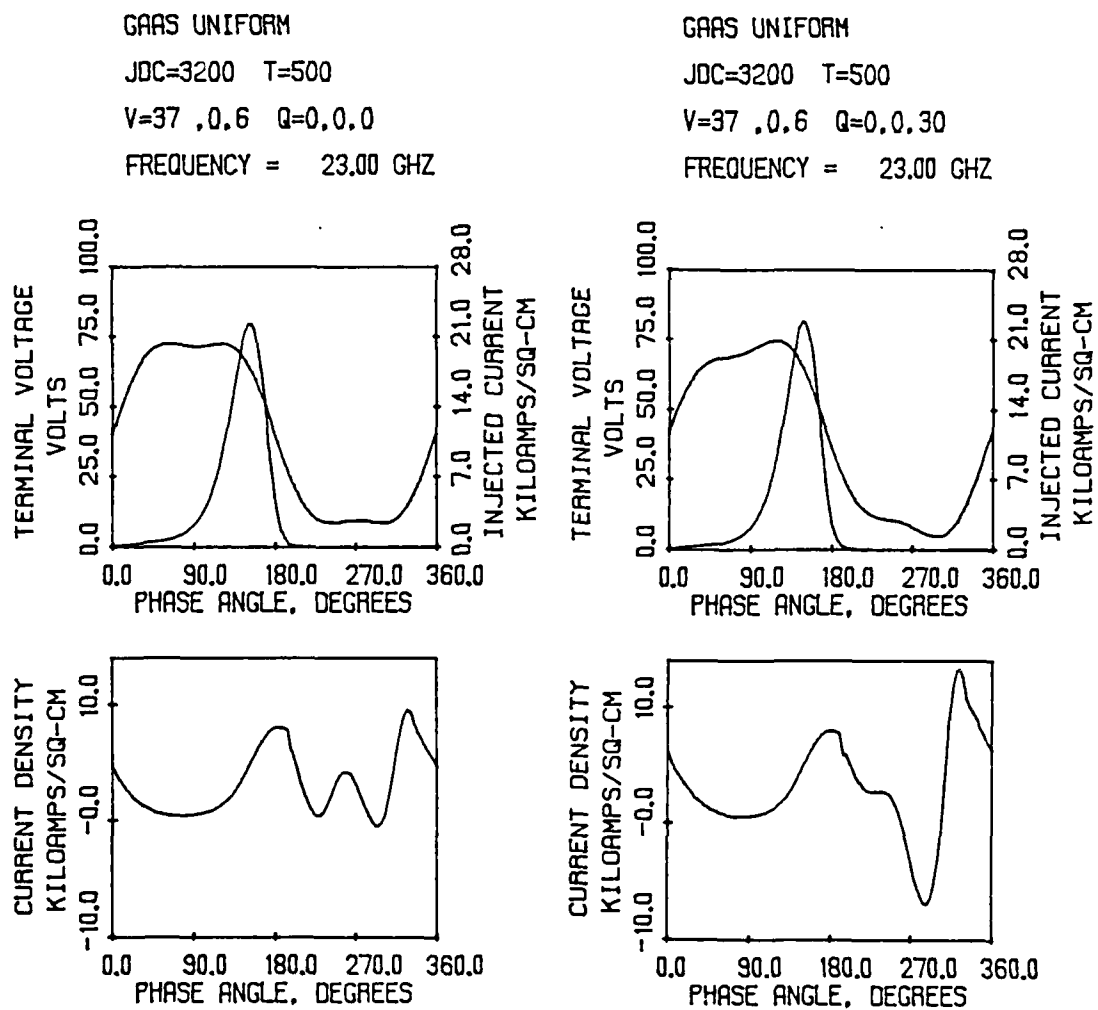 GAAS UNIFORM
JDC=3200 T=500
V=37 ,0,6 Q=0,0,0
FREQUENCY = 23.00 GHZ
TERMINAL VOLTAGE
VOLTS
100.0
75.0
50.0
25.0
0.0
28.0
21.0
14.0
7.0
0.0
INJECTED CURRENT
KILOAMPS/SQ-CM
0.0 90.0 180.0 270.0 360.0
PHASE ANGLE, DEGREES
CURRENT DENSITY
KILOAMPS/SQ-CM
10.0
-0.0
-10.0
0.0 90.0 180.0 270.0 360.0
PHASE ANGLE, DEGREES
GAAS UNIFORM
JDC=3200 T=500
V=37 ,0,6 Q=0,0,30
FREQUENCY = 23.00 GHZ
TERMINAL VOLTAGE
VOLTS
100.0
75.0
50.0
25.0
0.0
28.0
21.0
14.0
7.0
0.0
INJECTED CURRENT
KILOAMPS/SQ-CM
0.0 90.0 180.0 270.0 360.0
PHASE ANGLE, DEGREES
CURRENT DENSITY
KILOAMPS/SQ-CM
10.0
-0.0
-10.0
0.0 90.0 180.0 270.0 360.0
PHASE ANGLE, DEGREES